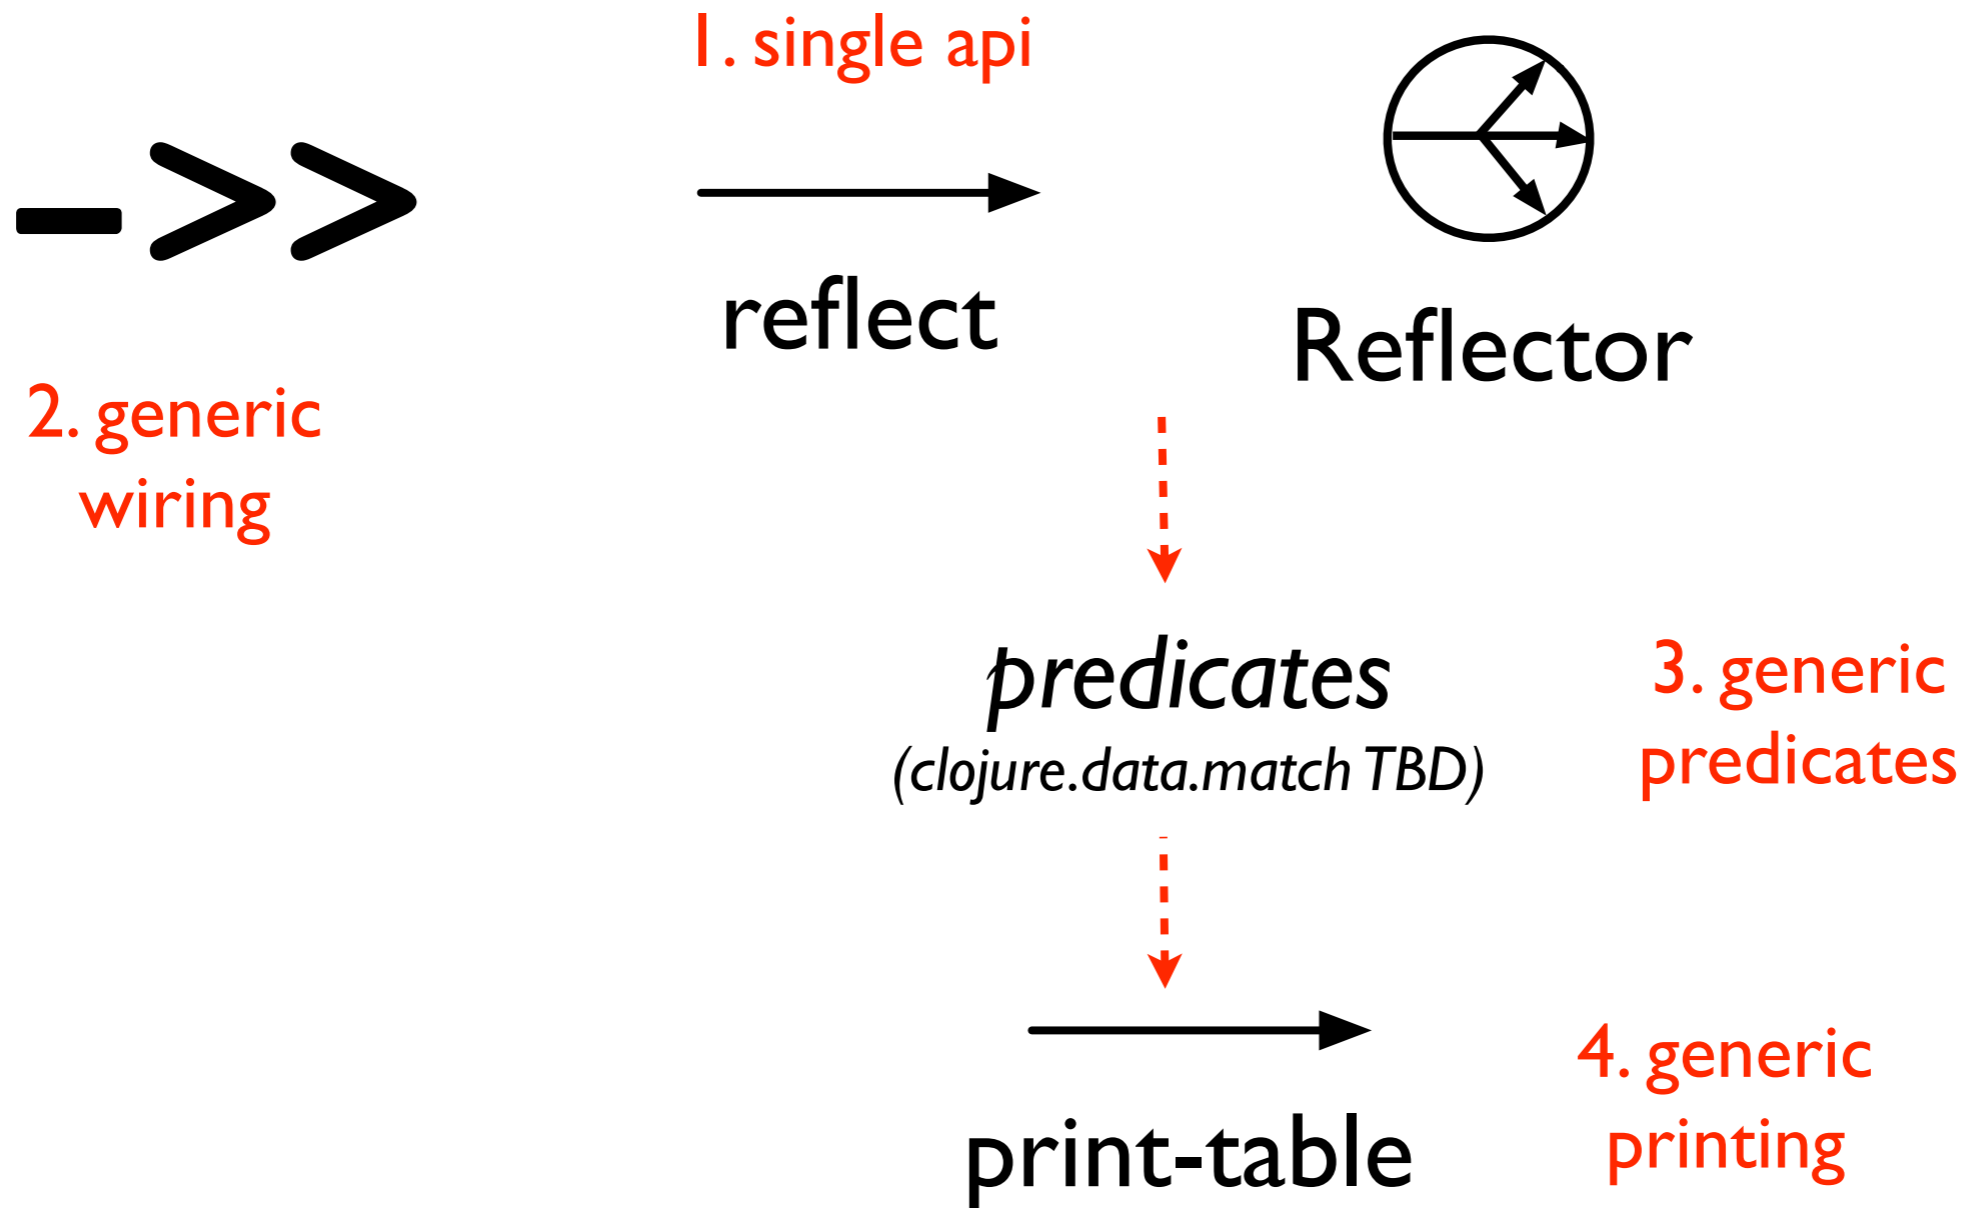 1. single api
->>
reflect
Reflector
2. generic
wiring
predicates
(clojure.data.match TBD)
3. generic
predicates
print-table
4. generic
printing